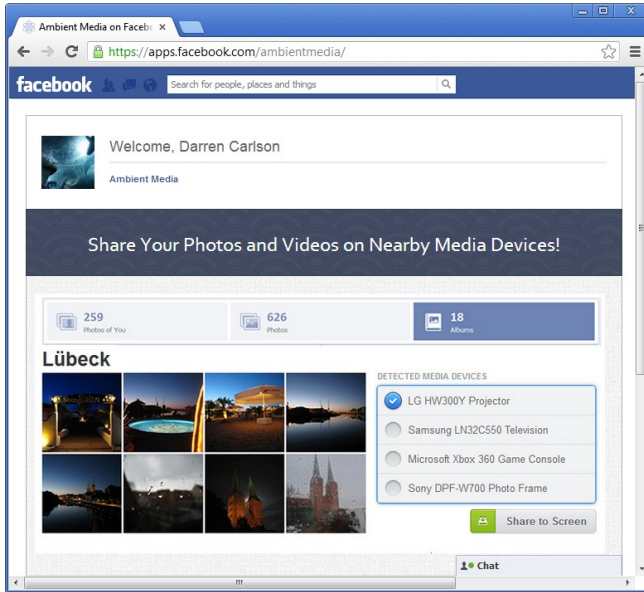 Ambient Media on Facebo
https://apps.facebook.com/ambientmedia/
facebook
Search for people, places and things
Welcome, Darren Carlson
Ambient Media
Share Your Photos and Videos on Nearby Media Devices!
259
Photos of You
626
Photos
18
Albums
Lübeck
DETECTED MEDIA DEVICES
LG HW300Y Projector
Samsung LN32C550 Television
Microsoft Xbox 360 Game Console
Sony DPF-W700 Photo Frame
Share to Screen
Chat